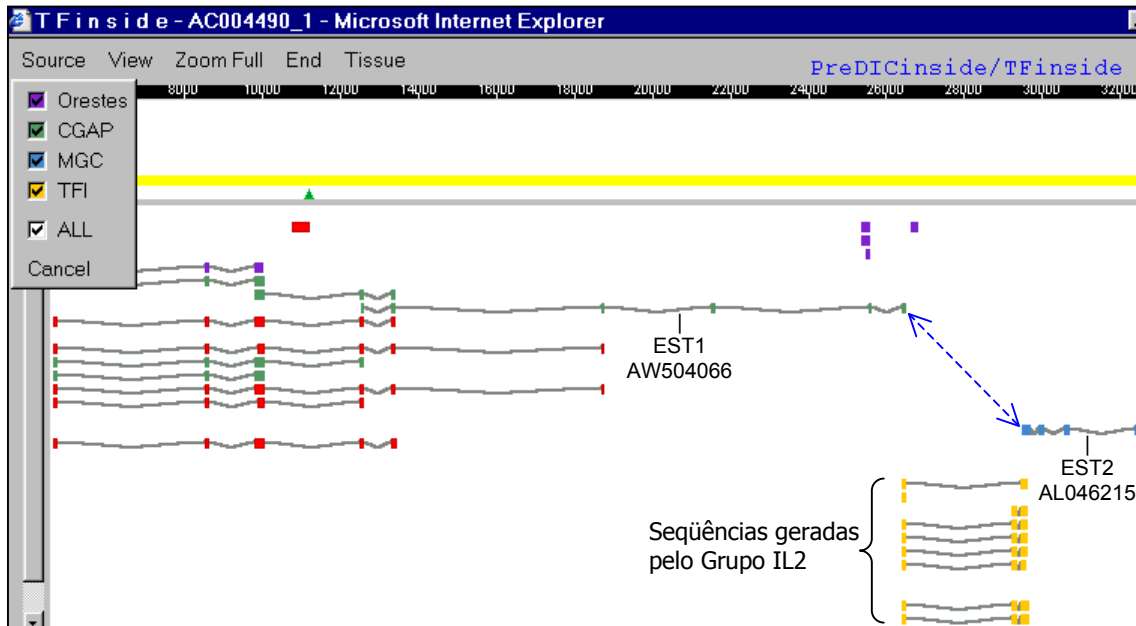 T F i n s i d e - AC004490_1 - Microsoft Internet Explorer
Source View Zoom Full End Tissue
PreDICinside/TFinside
8000 10000 12000 14000 16000 18000 20000 22000 24000 26000 28000 30000 32000
Orestes
CGAP
MGC
TFI
ALL
Cancel
EST1
AW504066
EST2
AL046215
Seqüências geradas
pelo Grupo IL2